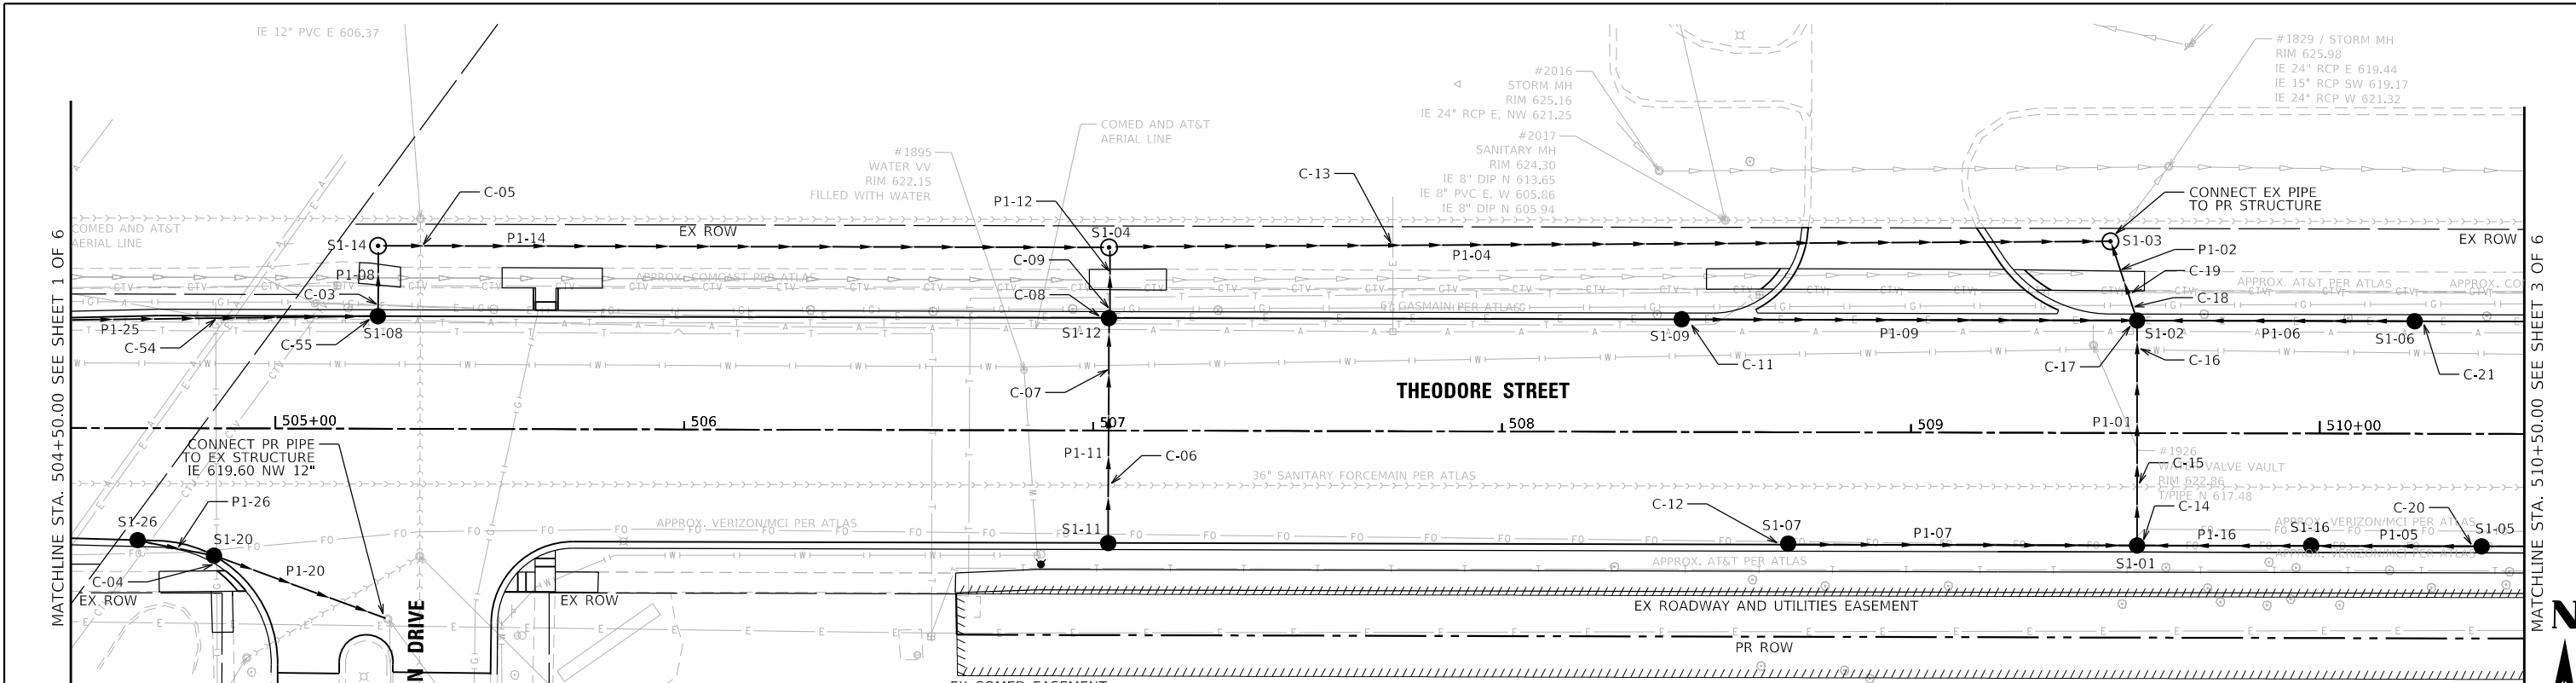 IE 12" PVC E 606.37
#1829 / STORM MH
RIM 625.98
IE 24" RCP E 619.44
IE 15" RCP SW 619.17
IE 24" RCP W 621.32
#2016
STORM MH
RIM 625.16
IE 24" RCP E, NW 621.25
#2017
SANITARY MH
RIM 624.30
IE 8" DIP N 613.65
IE 8" PVC E, W 605.86
IE 8" DIP N 605.94
COMED AND AT&T
AERIAL LINE
#1895
WATER VV
RIM 622.15
FILLED WITH WATER
C-05
P1-12
C-13
CONNECT EX PIPE
TO PR STRUCTURE
COMED AND AT&T
AERIAL LINE
S1-14
P1-14
EX ROW
S1-04
P1-04
S1-03
P1-02
EX ROW
P1-08
C-03
APPROX. COMCAST PER ATLAS
C-09
C-08
C-19
C-18
APPROX. AT&T PER ATLAS
6" GASMAIN PER ATLAS
P1-25
C-54
C-55
S1-08
S1-12
S1-09
P1-09
S1-02
P1-06
S1-06
C-07
C-11
C-17
C-16
C-21
THEODORE STREET
MATCHLINE STA. 504+50.00 SEE SHEET 1 OF 6
MATCHLINE STA. 510+50.00 SEE SHEET 3 OF 6
505+00
506
507
508
509
510+00
CONNECT PR PIPE
TO EX STRUCTURE
IE 619.60 NW 12"
P1-11
C-06
P1-01
36" SANITARY FORCEMAIN PER ATLAS
#1926
WATER VALVE VAULT
RIM 622.86
T/PIPE N 617.48
C-15
P1-26
S1-26
S1-20
APPROX. VERIZON/MCI PER ATLAS
S1-11
C-12
S1-07
P1-07
C-14
P1-16
S1-16
P1-05
C-20
S1-05
APPROX. VERIZON/MCI PER ATLAS
APPROX. VERIZON/MCI PER ATLAS
S1-01
C-04
P1-20
APPROX. AT&T PER ATLAS
EX ROW
EX ROW
EX ROADWAY AND UTILITIES EASEMENT
PR ROW
N DRIVE
EX COMED EASEMENT
N